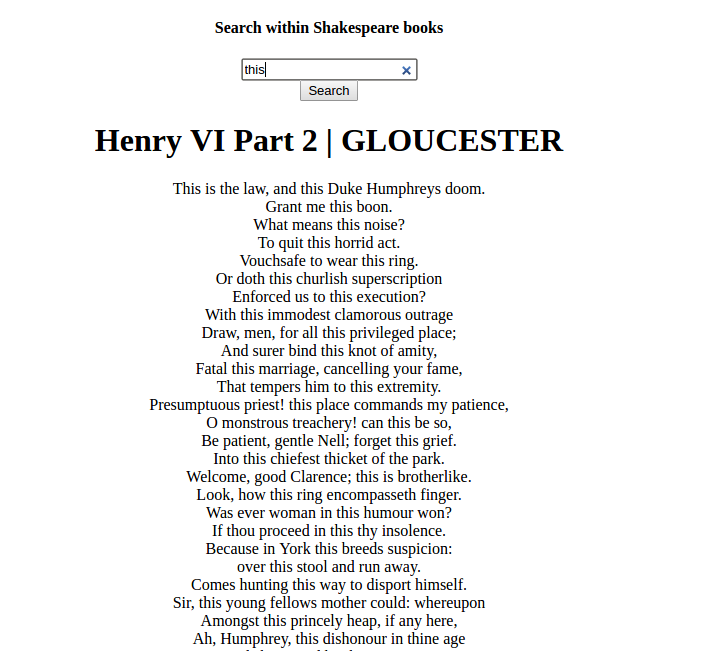 Search within Shakespeare books
this
Search
Henry VI Part 2 | GLOUCESTER
This is the law, and this Duke Humphreys doom.
Grant me this boon.
What means this noise?
To quit this horrid act.
Vouchsafe to wear this ring.
Or doth this churlish superscription
Enforced us to this execution?
With this immodest clamorous outrage
Draw, men, for all this privileged place;
And surer bind this knot of amity,
Fatal this marriage, cancelling your fame,
That tempers him to this extremity.
Presumptuous priest! this place commands my patience,
O monstrous treachery! can this be so,
Be patient, gentle Nell; forget this grief.
Into this chiefest thicket of the park.
Welcome, good Clarence; this is brotherlike.
Look, how this ring encompasseth finger.
Was ever woman in this humour won?
If thou proceed in this thy insolence.
Because in York this breeds suspicion:
over this stool and run away.
Comes hunting this way to disport himself.
Sir, this young fellows mother could: whereupon
Amongst this princely heap, if any here,
Ah, Humphrey, this dishonour in thine age